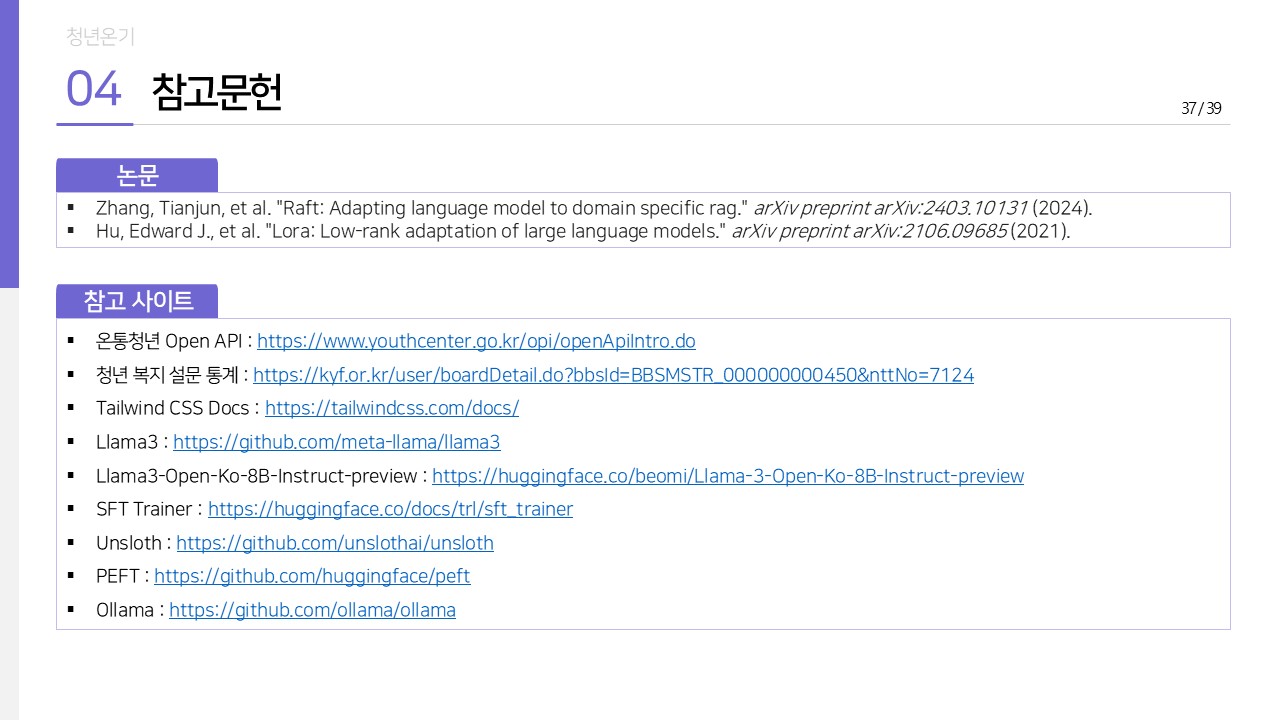 청년온기
04 참고문헌
37 / 39
논문
▪ Zhang, Tianjun, et al. "Raft: Adapting language model to domain specific rag." arXiv preprint arXiv:2403.10131 (2024).
▪ Hu, Edward J., et al. "Lora: Low-rank adaptation of large language models." arXiv preprint arXiv:2106.09685 (2021).
참고 사이트
▪ 온통청년 Open API : https://www.youthcenter.go.kr/opi/openApiIntro.do
▪ 청년 복지 설문 통계 : https://kyf.or.kr/user/boardDetail.do?bbsId=BBSMSTR_000000000450&nttNo=7124
▪ Tailwind CSS Docs : https://tailwindcss.com/docs/
▪ Llama3 : https://github.com/meta-llama/llama3
▪ Llama3-Open-Ko-8B-Instruct-preview : https://huggingface.co/beomi/Llama-3-Open-Ko-8B-Instruct-preview
▪ SFT Trainer : https://huggingface.co/docs/trl/sft_trainer
▪ Unsloth : https://github.com/unslothai/unsloth
▪ PEFT : https://github.com/huggingface/peft
▪ Ollama : https://github.com/ollama/ollama